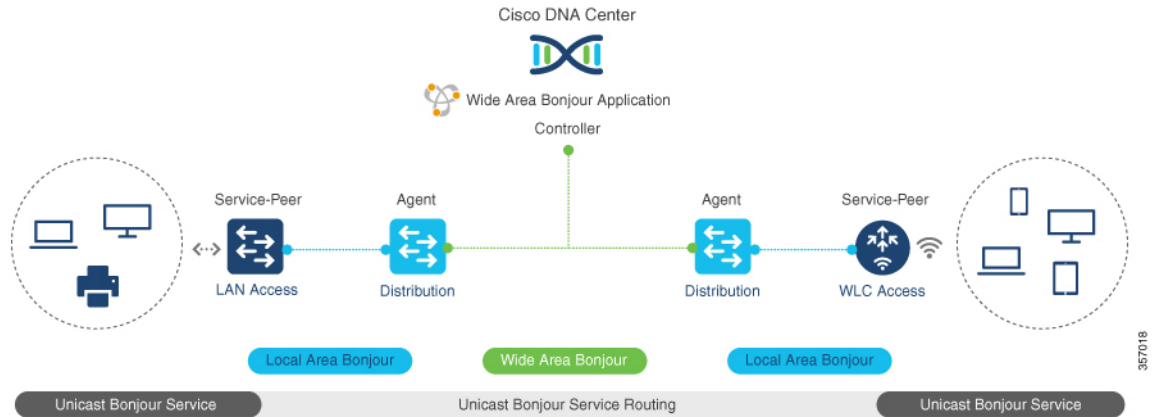 Cisco DNA Center
Wide Area Bonjour Application
Controller
Service-Peer
Agent
Agent
Service-Peer
LAN Access
Distribution
Distribution
WLC Access
Local Area Bonjour
Wide Area Bonjour
Local Area Bonjour
357018
Unicast Bonjour Service
Unicast Bonjour Service Routing
Unicast Bonjour Service